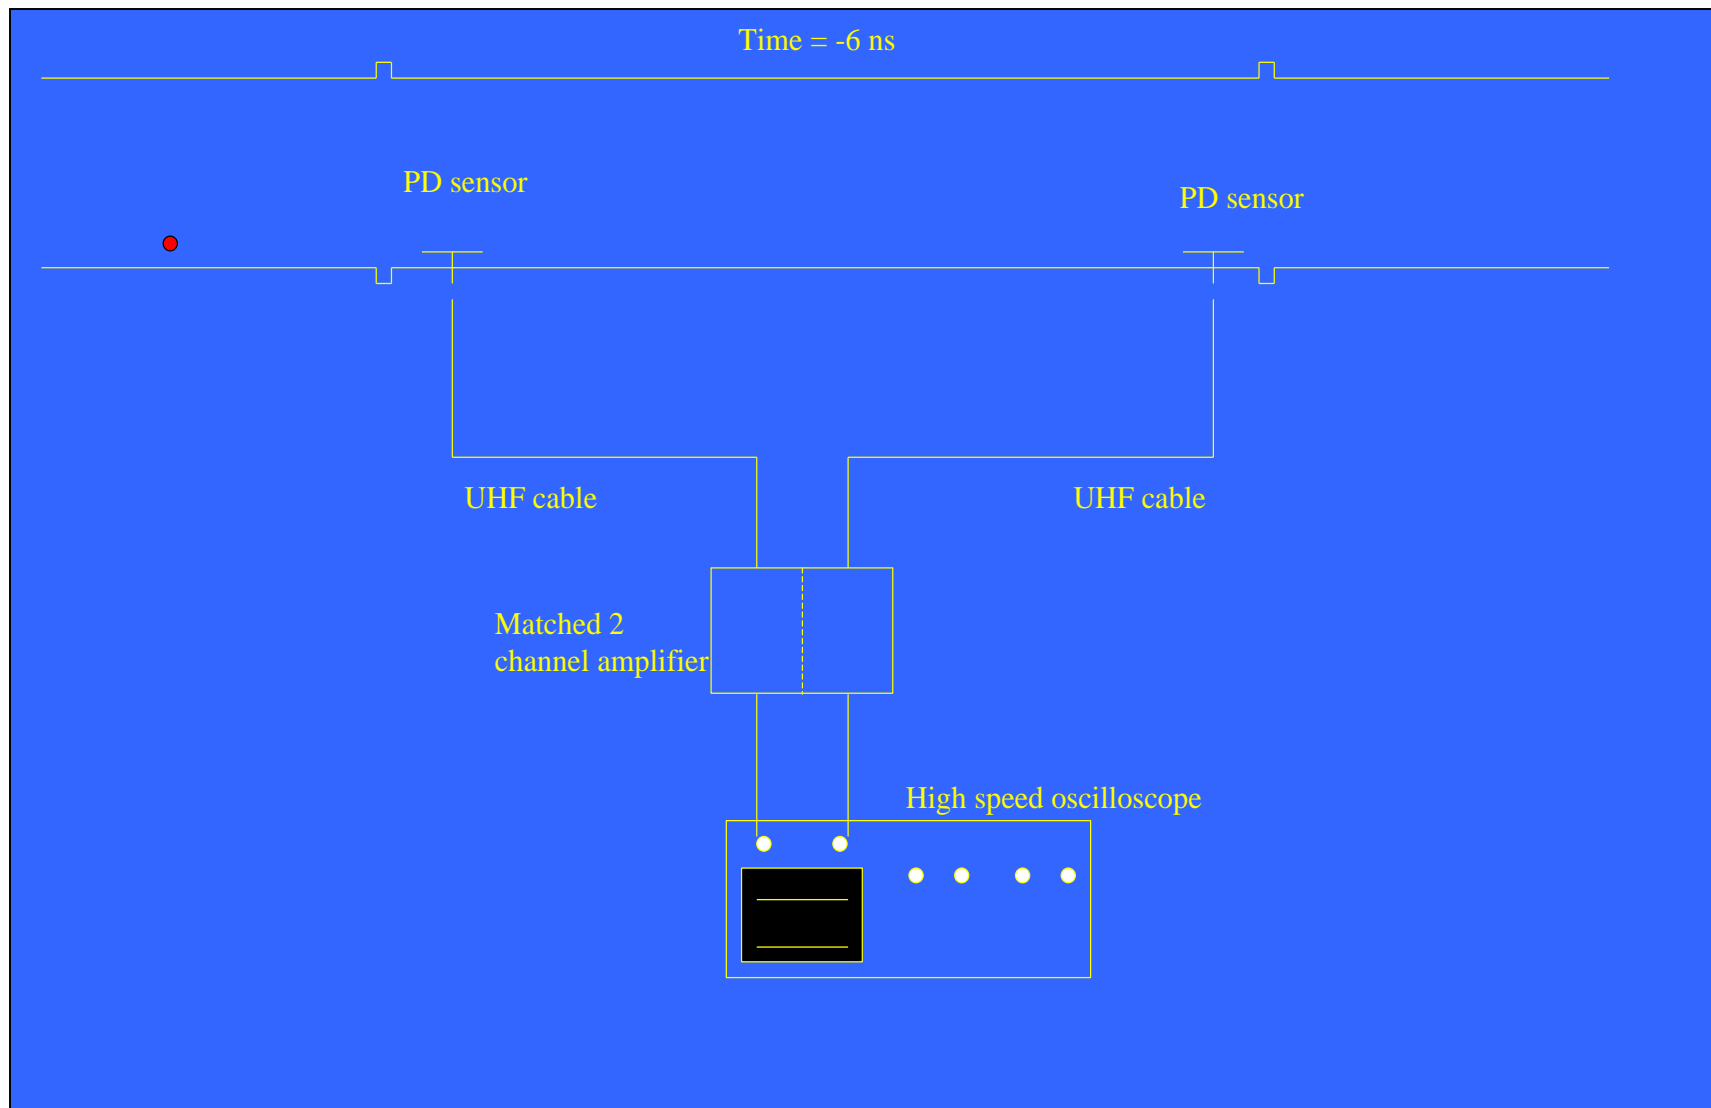 Time = -6 ns
PD sensor
PD sensor
UHF cable
UHF cable
Matched 2
channel amplifier
High speed oscilloscope